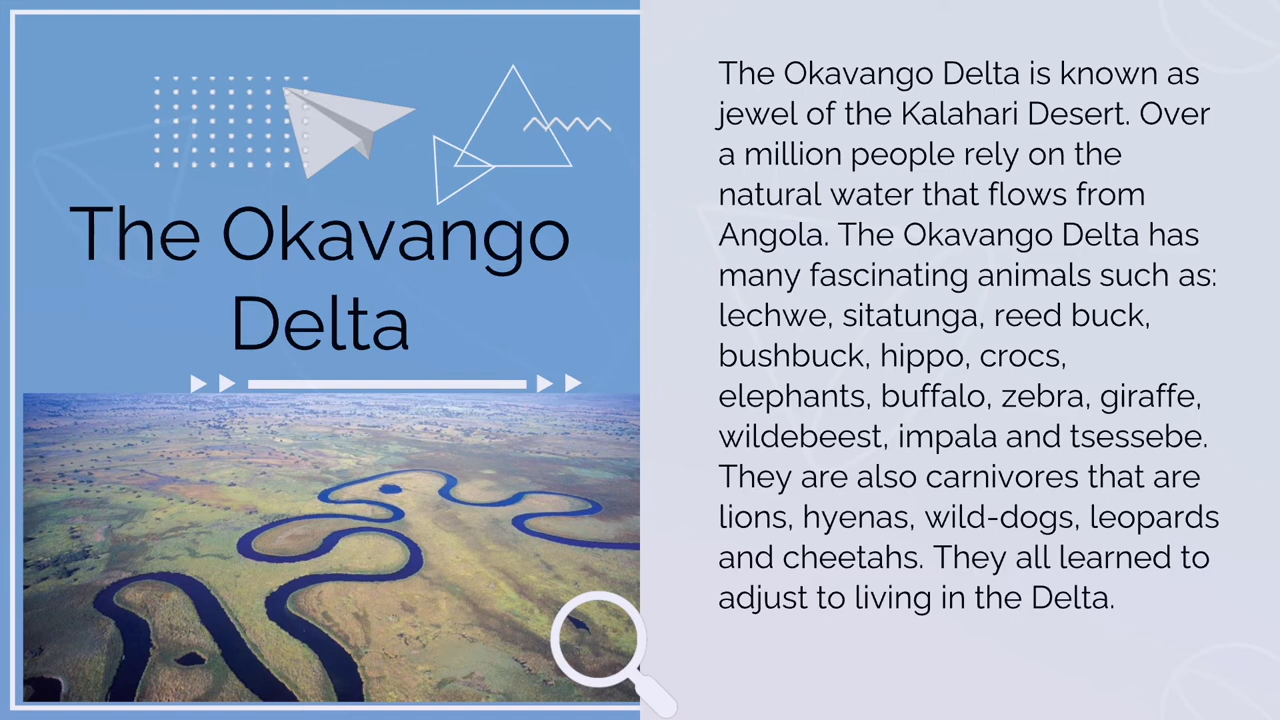 The Okavango
Delta
The Okavango Delta is known as
jewel of the Kalahari Desert. Over
a million people rely on the
natural water that flows from
Angola. The Okavango Delta has
many fascinating animals such as:
lechwe, sitatunga, reed buck,
bushbuck, hippo, crocs,
elephants, buffalo, zebra, giraffe,
wildebeest, impala and tsessebe.
They are also carnivores that are
lions, hyenas, wild-dogs, leopards
and cheetahs. They all learned to
adjust to living in the Delta.